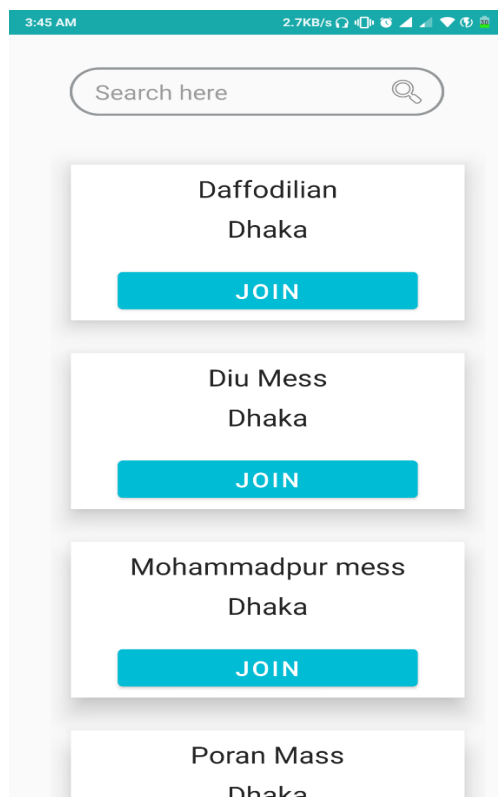 3:45 AM 2.7KB/s
Search here
Daffodilian
Dhaka
JOIN
Diu Mess
Dhaka
JOIN
Mohammadpur mess
Dhaka
JOIN
Poran Mass
Dhaka